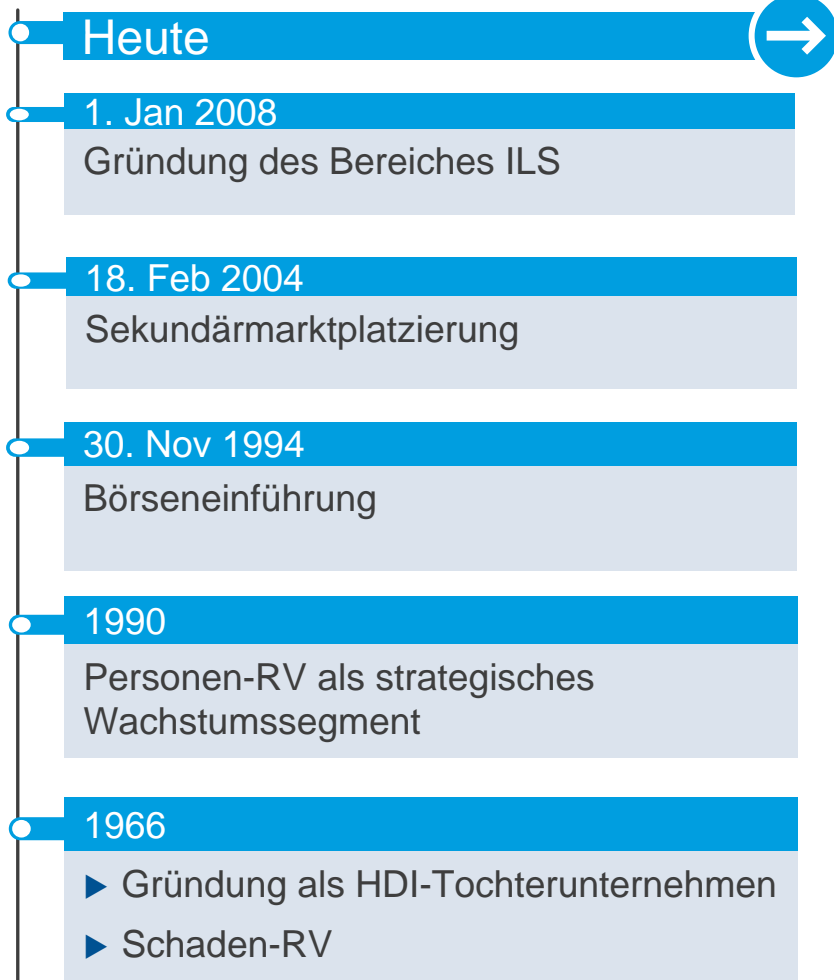 Heute
1. Jan 2008
Gründung des Bereiches ILS
18. Feb 2004
Sekundärmarktplatzierung
30. Nov 1994
Börseneinführung
1990
Personen-RV als strategisches
Wachstumssegment
1966
Gründung als HDI-Tochterunternehmen
Schaden-RV